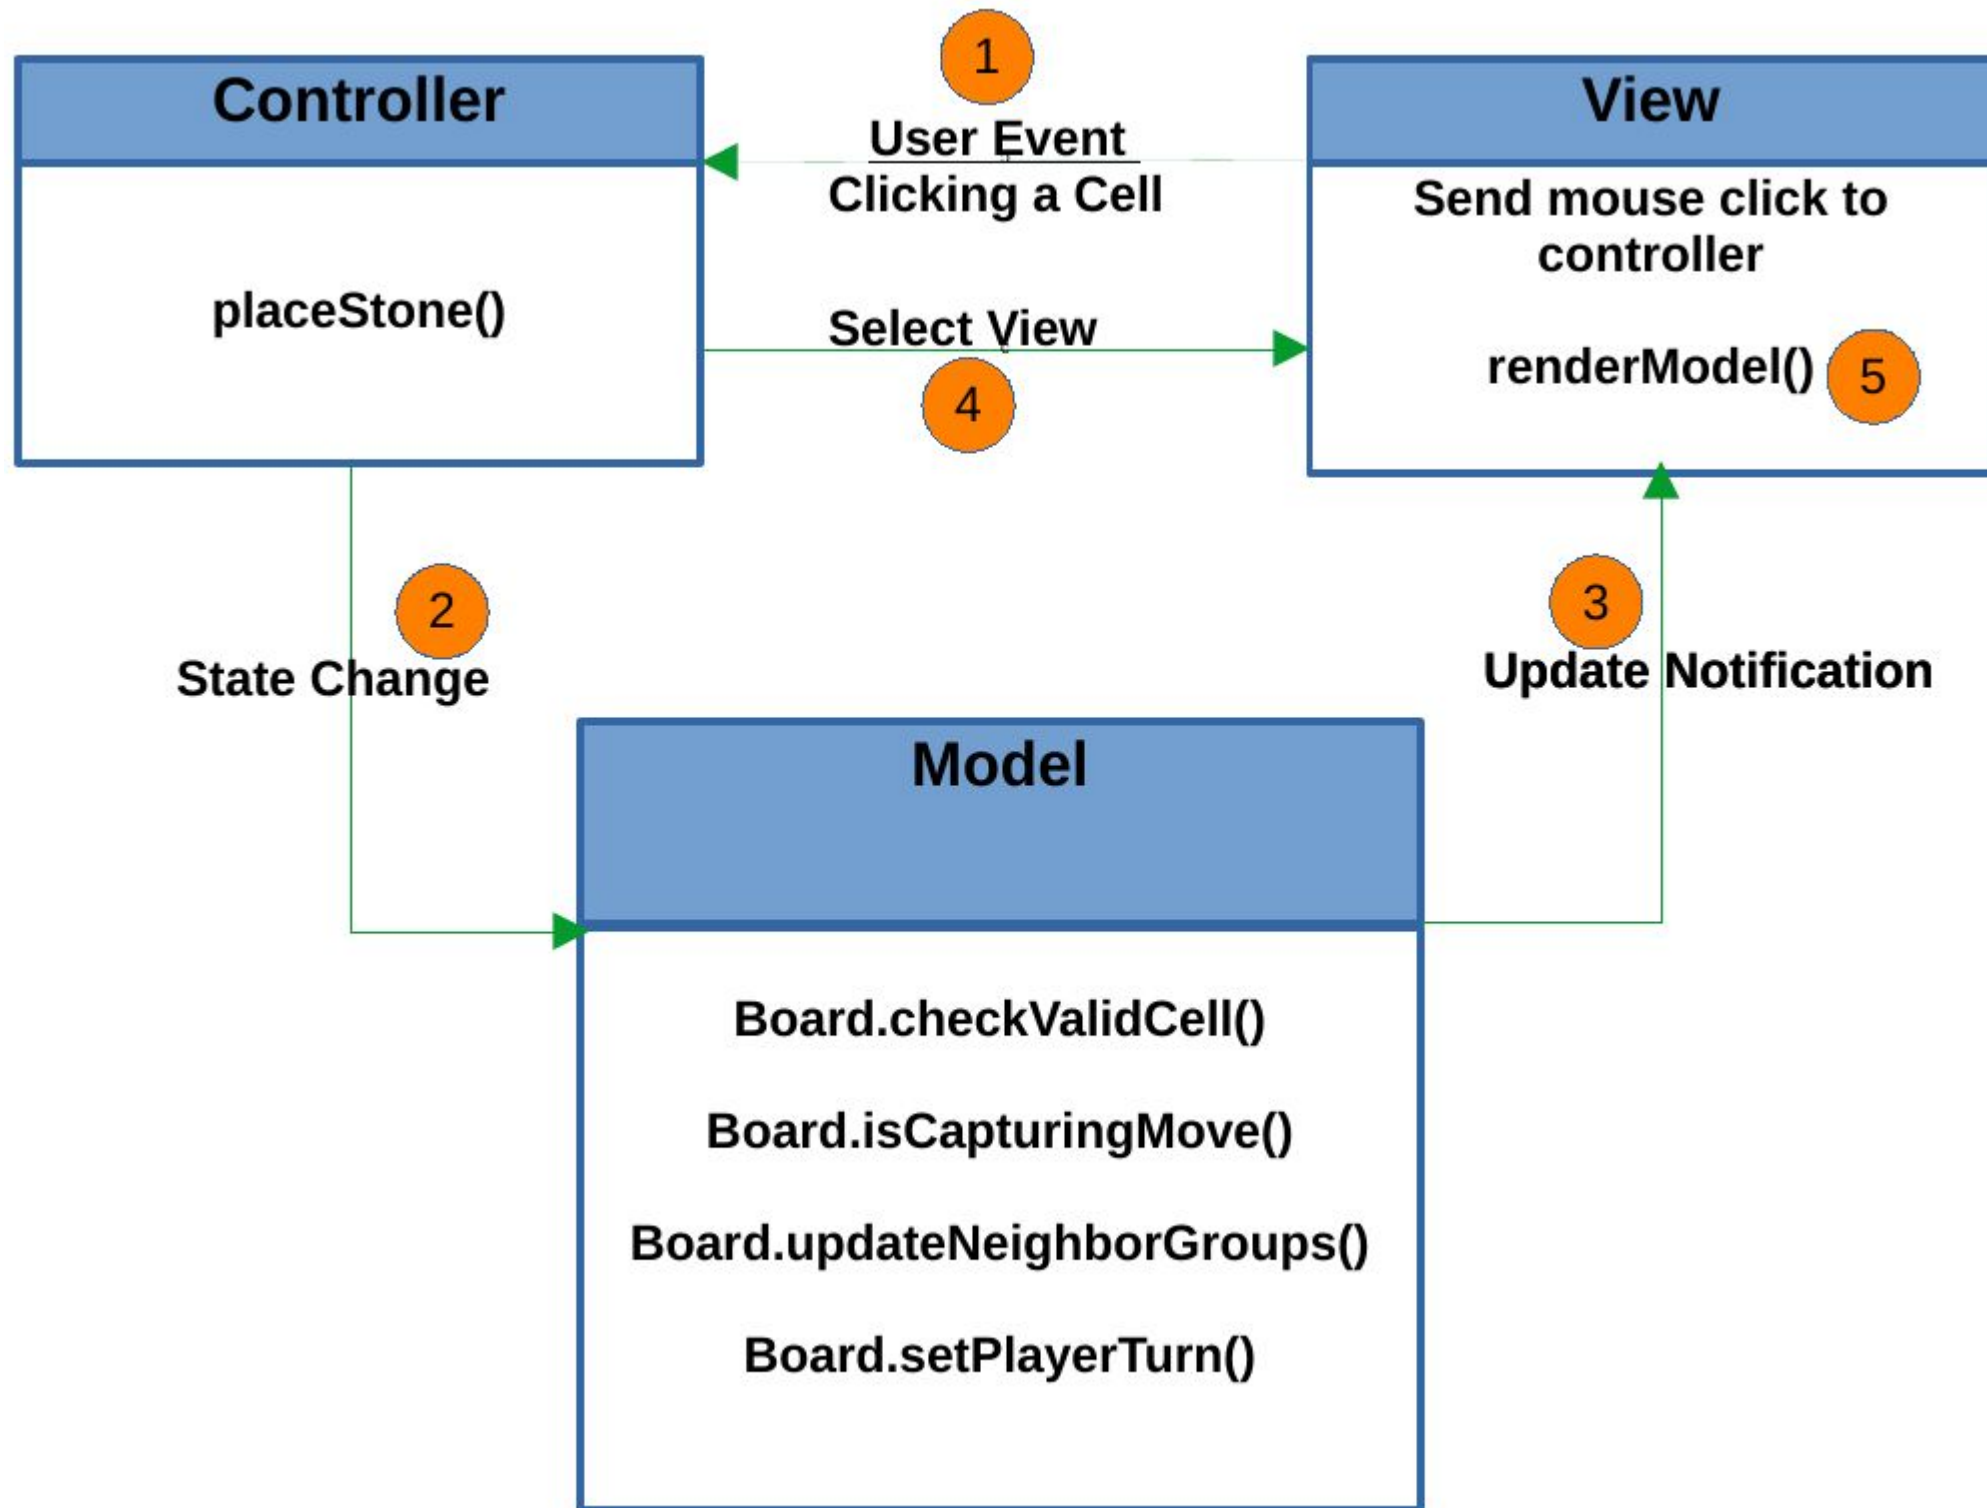 1
Controller
User Event
Clicking a Cell
View
Send mouse click to
controller
placeStone()
Select View
4
renderModel()
5
2
State Change
3
Update Notification
Model
Board.checkValidCell()
Board.isCapturingMove()
Board.updateNeighborGroups()
Board.setPlayerTurn()